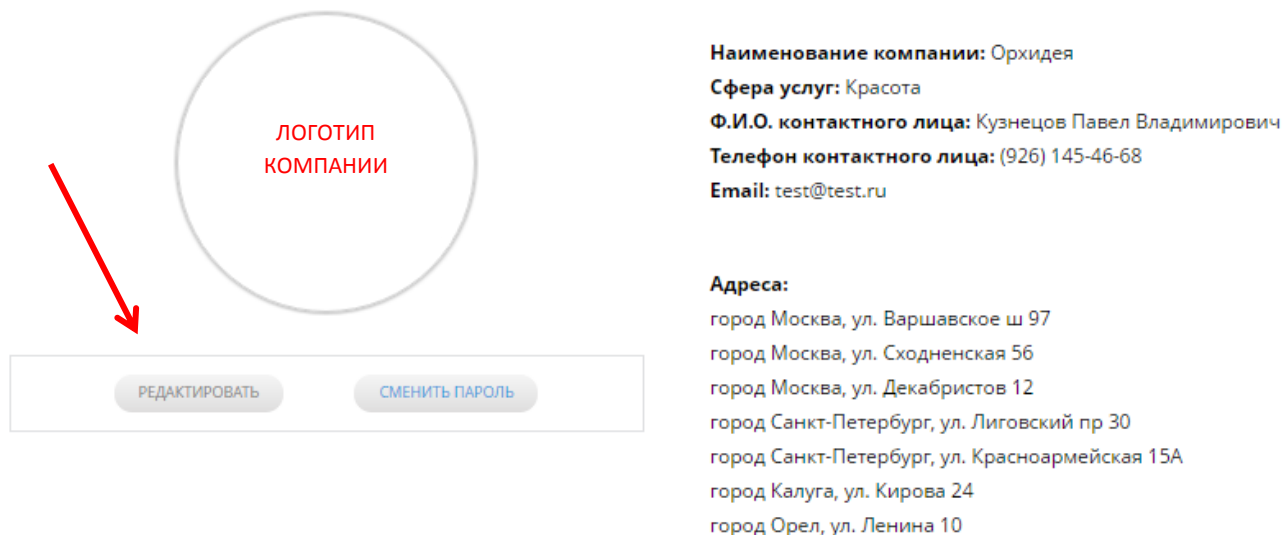 ЛОГОТИП
КОМПАНИИ
РЕДАКТИРОВАТЬ
СМЕНИТЬ ПАРОЛЬ
Наименование компании: Орхидея
Сфера услуг: Красота
Ф.И.О. контактного лица: Кузнецов Павел Владимирович
Телефон контактного лица: (926) 145-46-68
Email: test@test.ru
Адреса:
город Москва, ул. Варшавское ш 97
город Москва, ул. Сходненская 56
город Москва, ул. Декабристов 12
город Санкт-Петербург, ул. Лиговский пр 30
город Санкт-Петербург, ул. Красноармейская 15А
город Калуга, ул. Кирова 24
город Орел, ул. Ленина 10